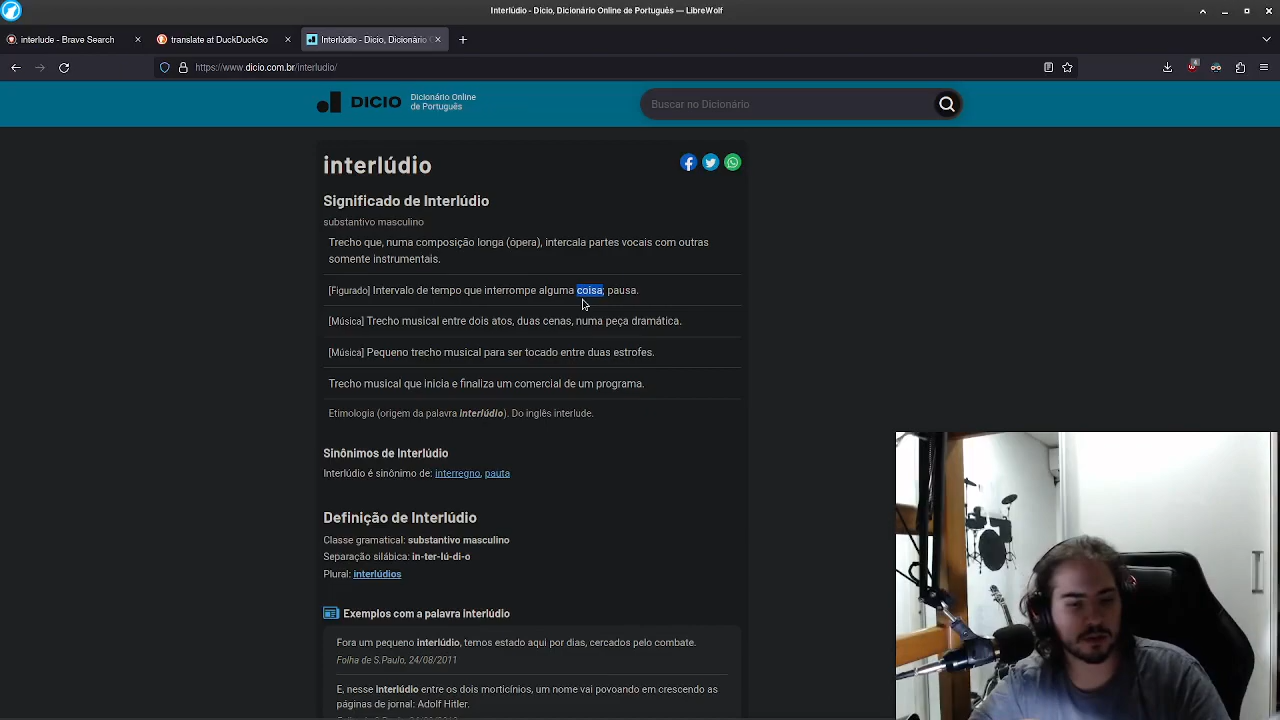 Interlúdio - Dicio, Dicionário Online de Português — LibreWolf
interlude - Brave Search
translate at DuckDuckGo
Interlúdio - Dicio, Dicionário O
https://www.dicio.com.br/interludio/
4
DICIO
Dicionário Online
de Português
Buscar no Dicionário
interlúdio
Significado de Interlúdio
substantivo masculino
Trecho que, numa composição longa (ópera), intercala partes vocais com outras
somente instrumentais.
[Figurado] Intervalo de tempo que interrompe alguma coisa; pausa.
[Música] Trecho musical entre dois atos, duas cenas, numa peça dramática.
[Música] Pequeno trecho musical para ser tocado entre duas estrofes.
Trecho musical que inicia e finaliza um comercial de um programa.
Etimologia (origem da palavra interlúdio). Do inglês interlude.
Sinônimos de Interlúdio
Interlúdio é sinônimo de: interregno, pauta
Definição de Interlúdio
Classe gramatical: substantivo masculino
Separação silábica: in-ter-lú-di-o
Plural: interlúdios
Exemplos com a palavra interlúdio
Fora um pequeno interlúdio, temos estado aqui por dias, cercados pelo combate.
Folha de S.Paulo, 24/08/2011
E, nesse interlúdio entre os dois morticínios, um nome vai povoando em crescendo as
páginas de jornal: Adolf Hitler.